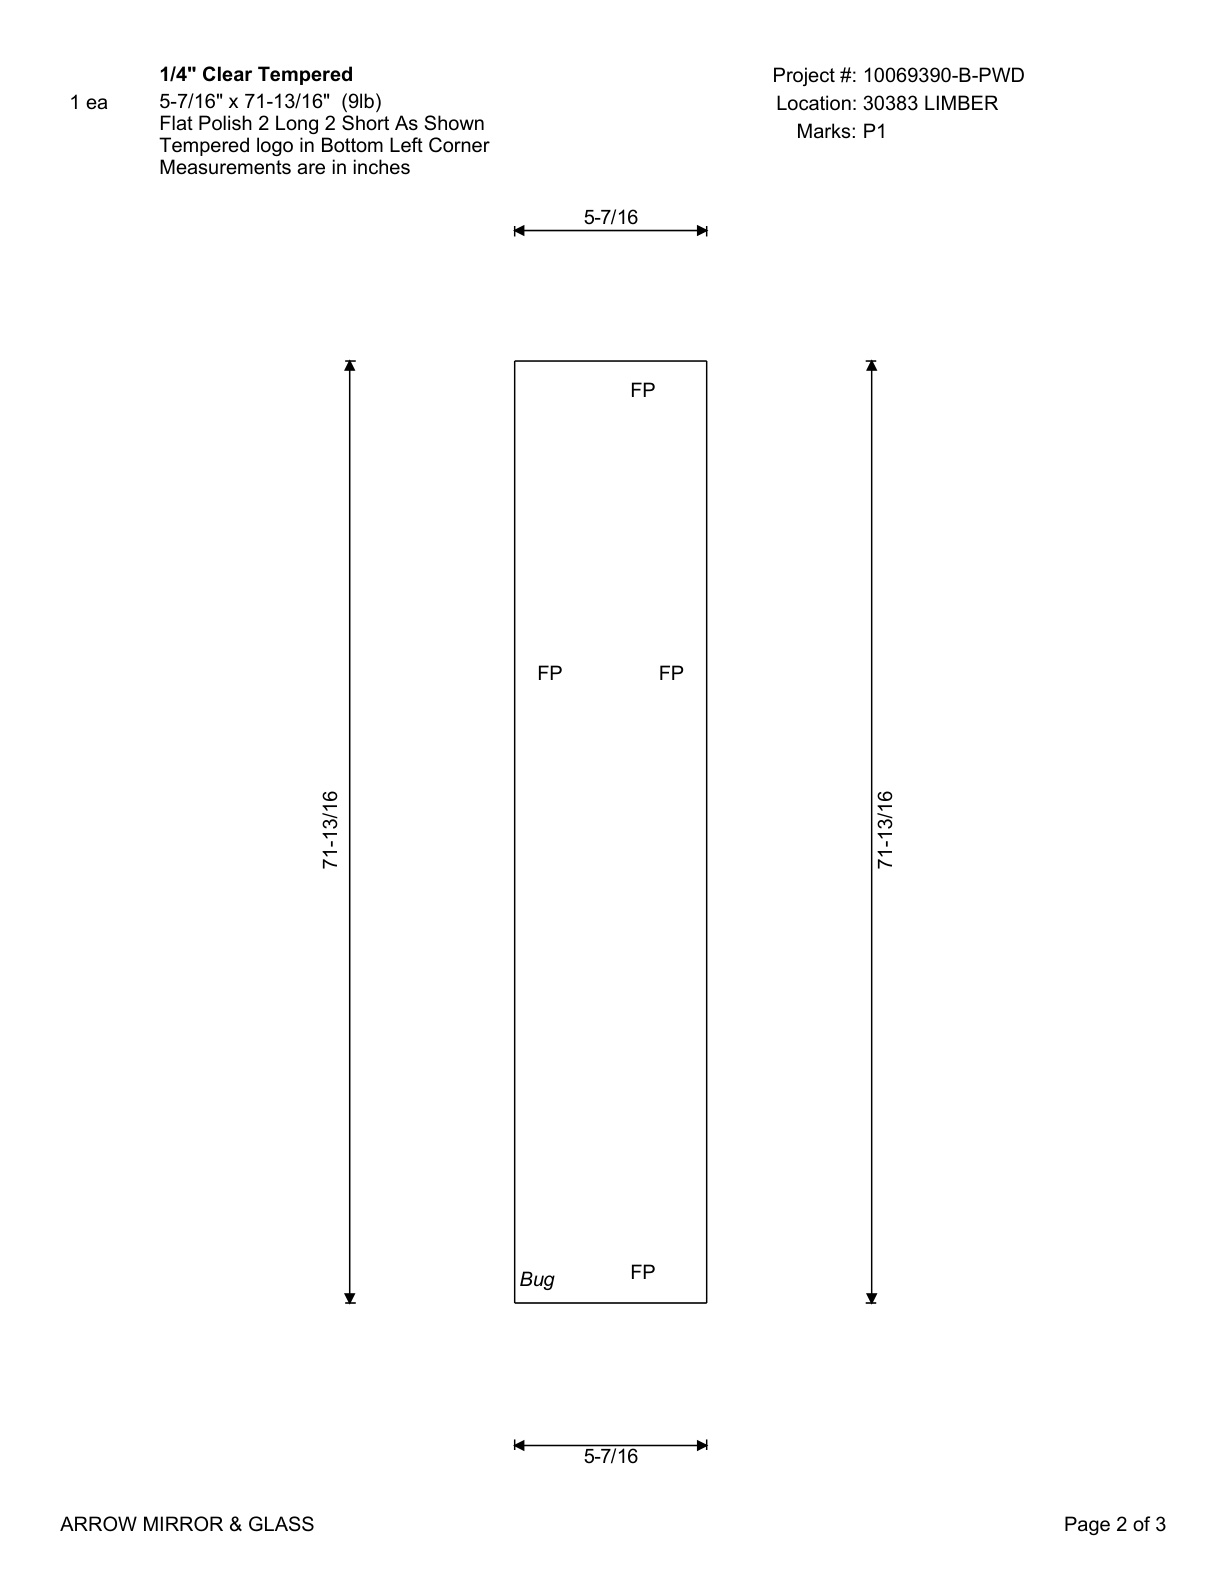 1/4" Clear Tempered
1 ea
5-7/16" x 71-13/16" (9lb)
Flat Polish 2 Long 2 Short As Shown
Tempered logo in Bottom Left Corner
Measurements are in inches
Project #: 10069390-B-PWD
Location: 30383 LIMBER
Marks: P1
5-7/16
FP
FP
FP
71-13/16
71-13/16
Bug
FP
5-7/16
ARROW MIRROR & GLASS
Page 2 of 3